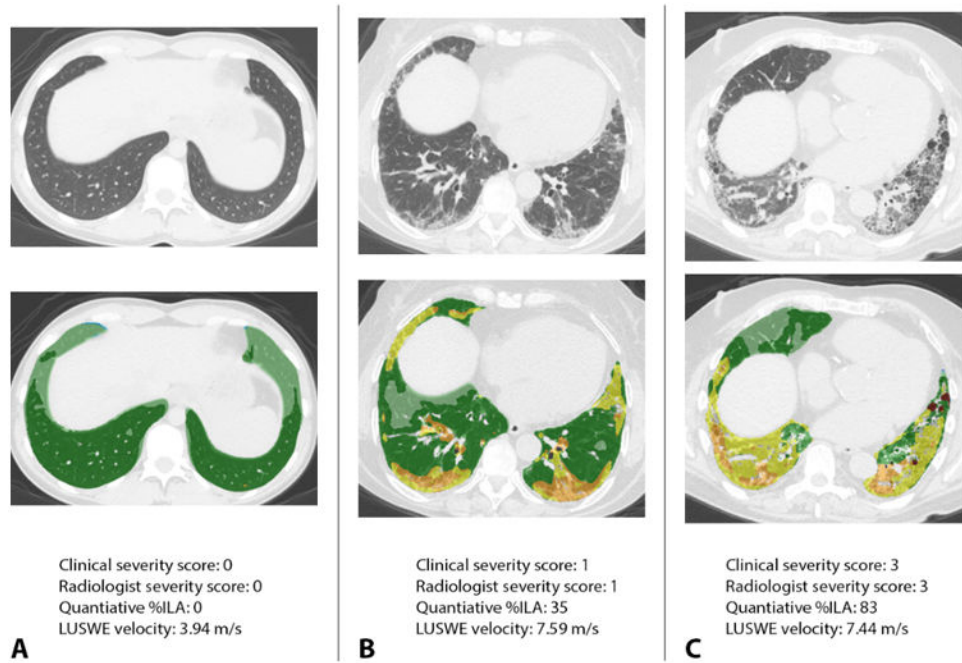 Clinical severity score: 0
Radiologist severity score: 0
Quantiative %ILA: 0
LUSWE velocity: 3.94 m/s
A
Clinical severity score: 1
Radiologist severity score: 1
Quantiative %ILA: 35
LUSWE velocity: 7.59 m/s
B
Clinical severity score: 3
Radiologist severity score: 3
Quantiative %ILA: 83
LUSWE velocity: 7.44 m/s
C